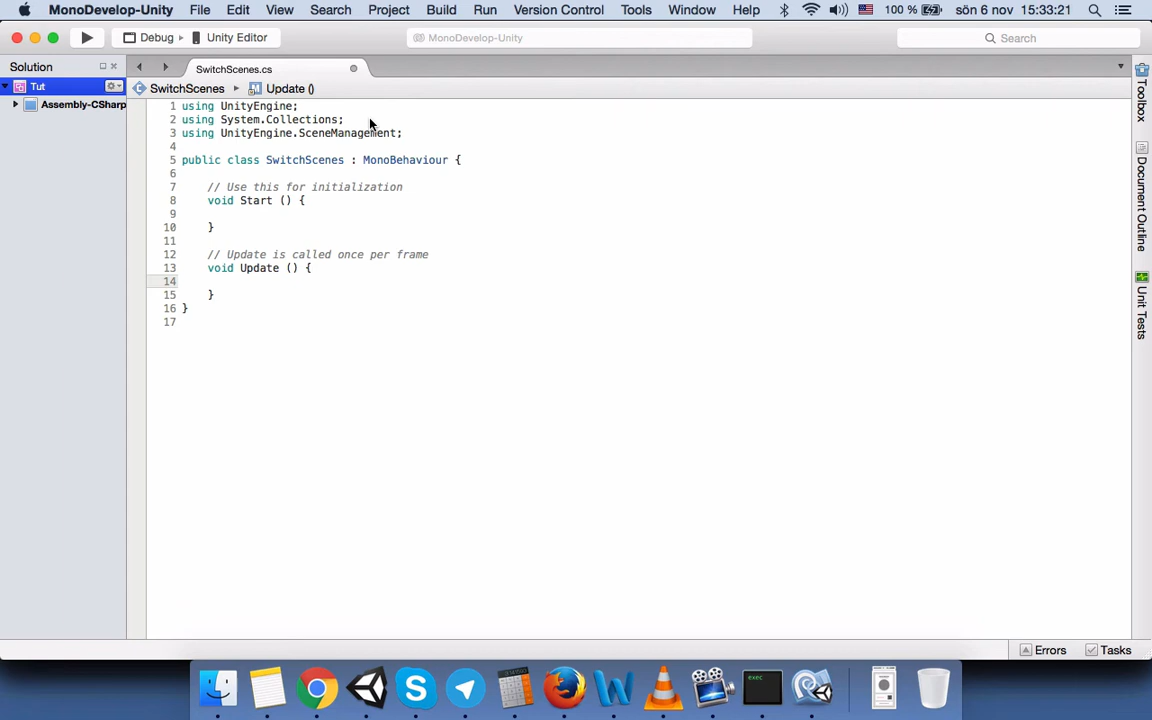 MonoDevelop-Unity File Edit View Search Project Build Run Version Control Tools Window Help 100 % sön 6 nov 15:33:21
Debug Unity Editor MonoDevelop-Unity Search
Solution SwitchScenes.cs
Tut SwitchScenes Update ()
Assembly-CSharp
1 using UnityEngine;
2 using System.Collections;
3 using UnityEngine.SceneManagement;
4
5 public class SwitchScenes : MonoBehaviour {
6
7 // Use this for initialization
8 void Start () {
9
10 }
11
12 // Update is called once per frame
13 void Update () {
14
15 }
16 }
17
Toolbox
Document Outline
Unit Tests
Errors Tasks
exec